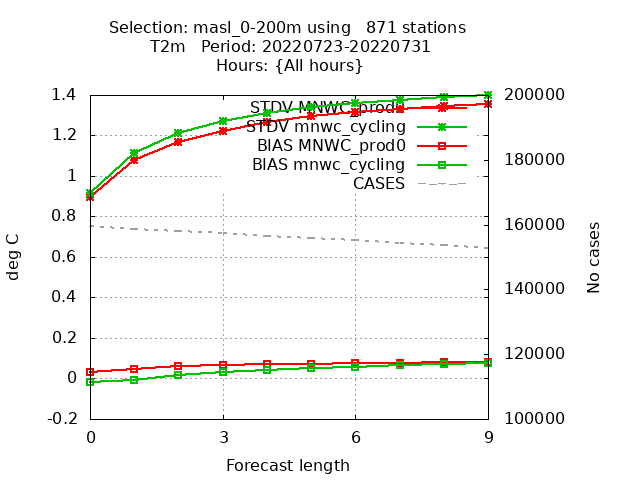 Selection: masl_0-200m using 871 stations
T2m Period: 20220723-20220731
Hours: {All hours}
1.4
1.2
1
0.8
0.6
0.4
0.2
0
-0.2
200000
180000
160000
140000
120000
100000
0
3
6
9
deg C
No cases
Forecast length
STDV MNWC_prod0
STDV mnwc_cycling
BIAS MNWC_prod0
BIAS mnwc_cycling
CASES